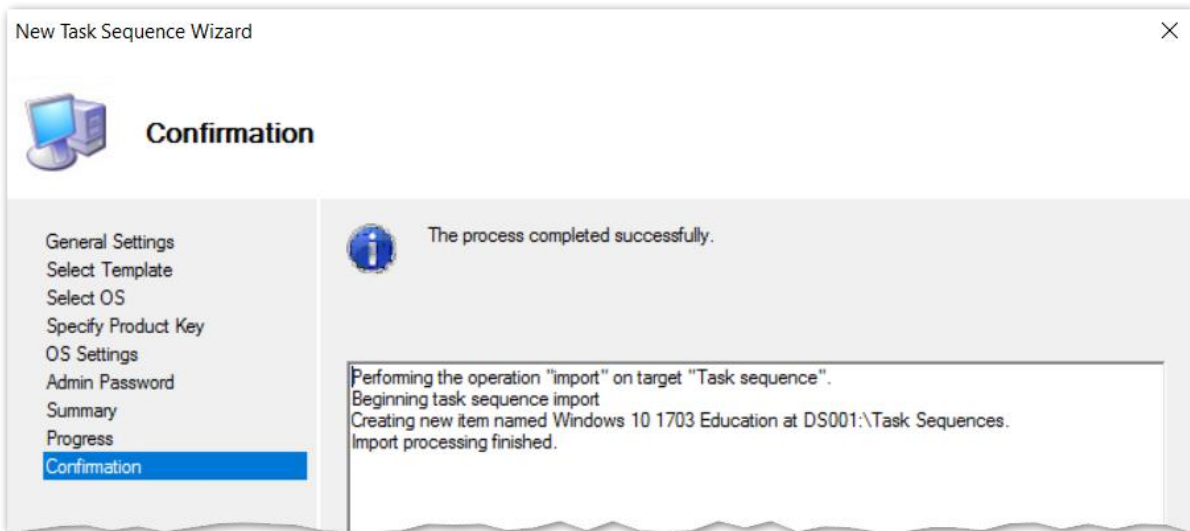 New Task Sequence Wizard
Confirmation
General Settings
Select Template
Select OS
Specify Product Key
OS Settings
Admin Password
Summary
Progress
Confirmation
The process completed successfully.
Performing the operation "import" on target "Task sequence".
Beginning task sequence import
Creating new item named Windows 10 1703 Education at DS001:\Task Sequences.
Import processing finished.